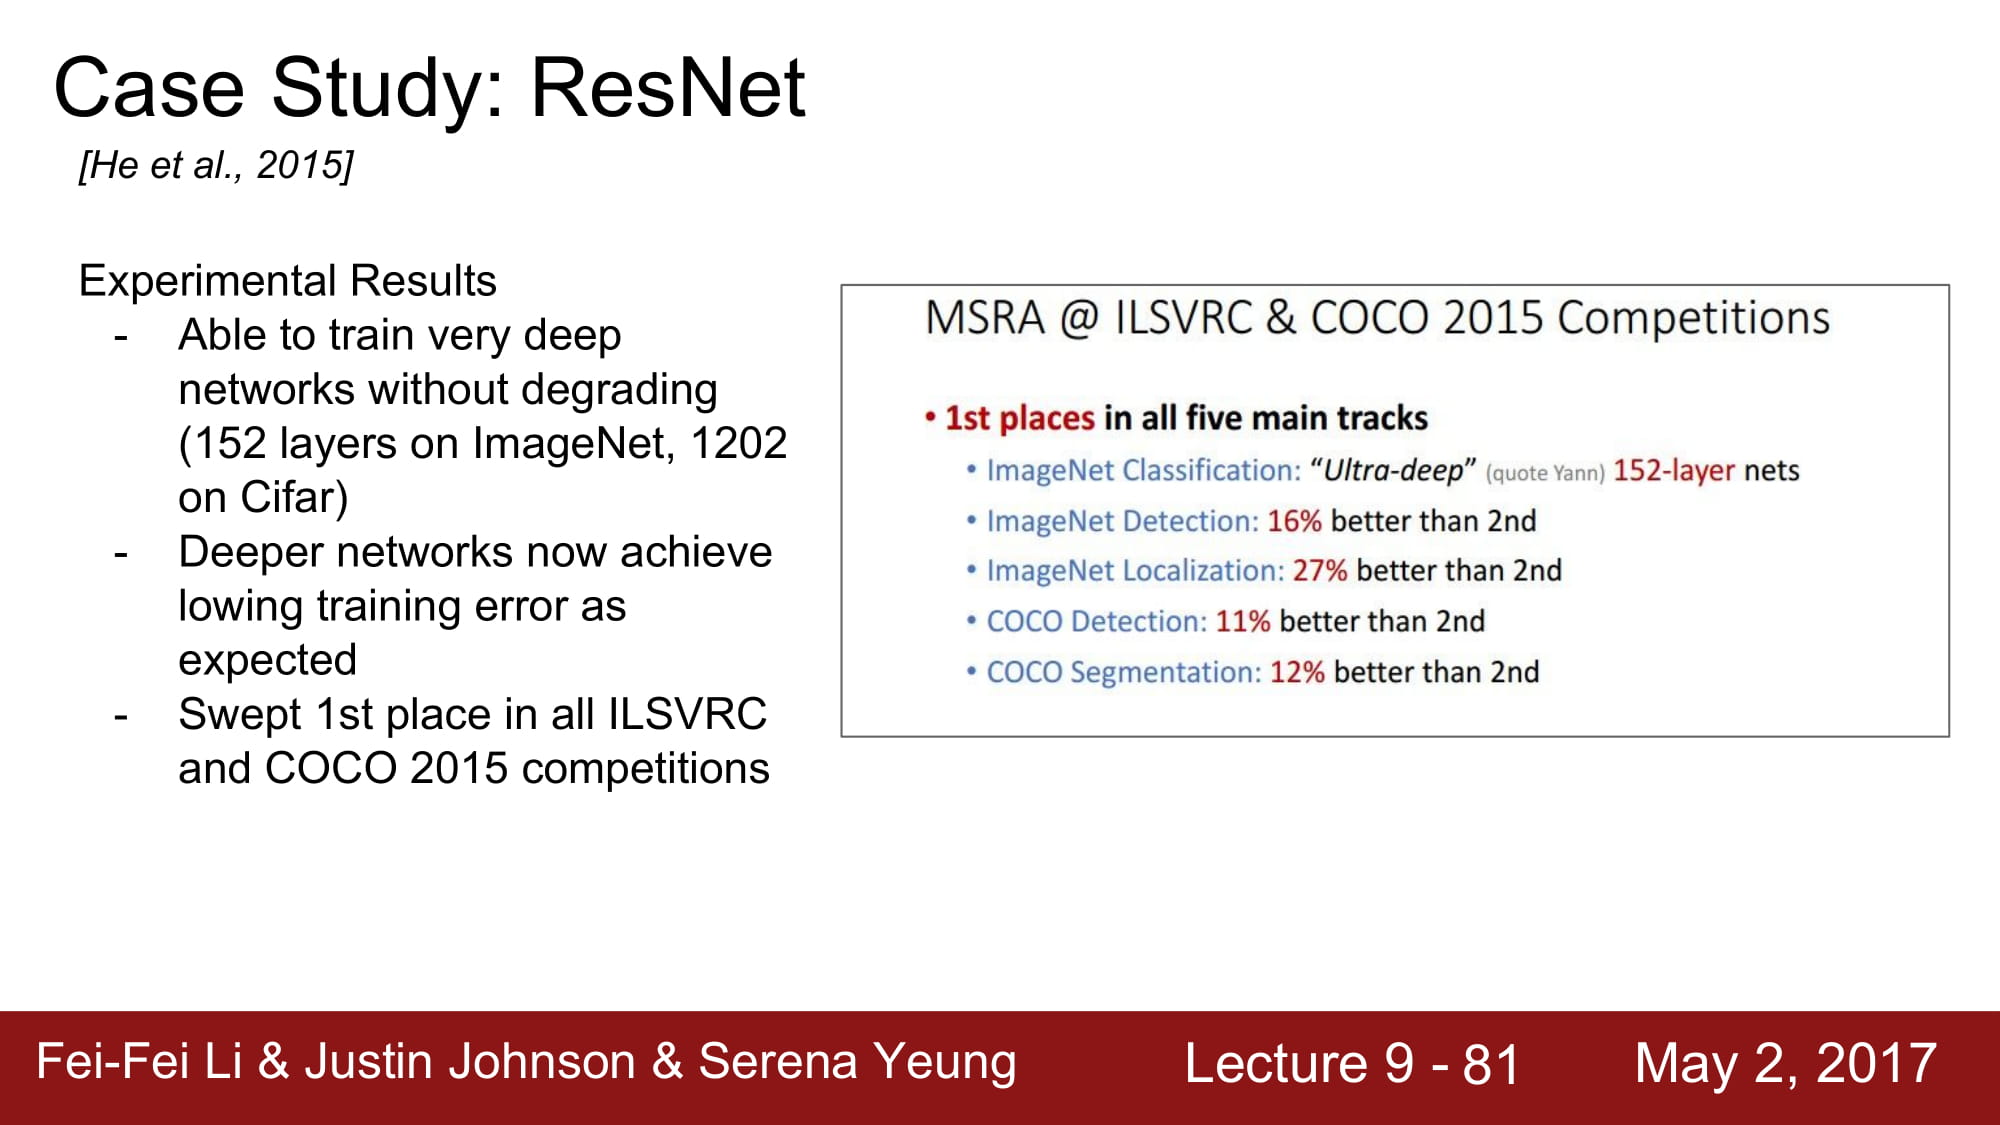 Case Study: ResNet
[He et al., 2015]
Experimental Results
- Able to train very deep
networks without degrading
(152 layers on ImageNet, 1202
on Cifar)
- Deeper networks now achieve
lowing training error as
expected
- Swept 1st place in all ILSVRC
and COCO 2015 competitions
MSRA @ ILSVRC & COCO 2015 Competitions
• 1st places in all five main tracks
• ImageNet Classification: “Ultra-deep” (quote Yann) 152-layer nets
• ImageNet Detection: 16% better than 2nd
• ImageNet Localization: 27% better than 2nd
• COCO Detection: 11% better than 2nd
• COCO Segmentation: 12% better than 2nd
Fei-Fei Li & Justin Johnson & Serena Yeung
Lecture 9 - 81
May 2, 2017